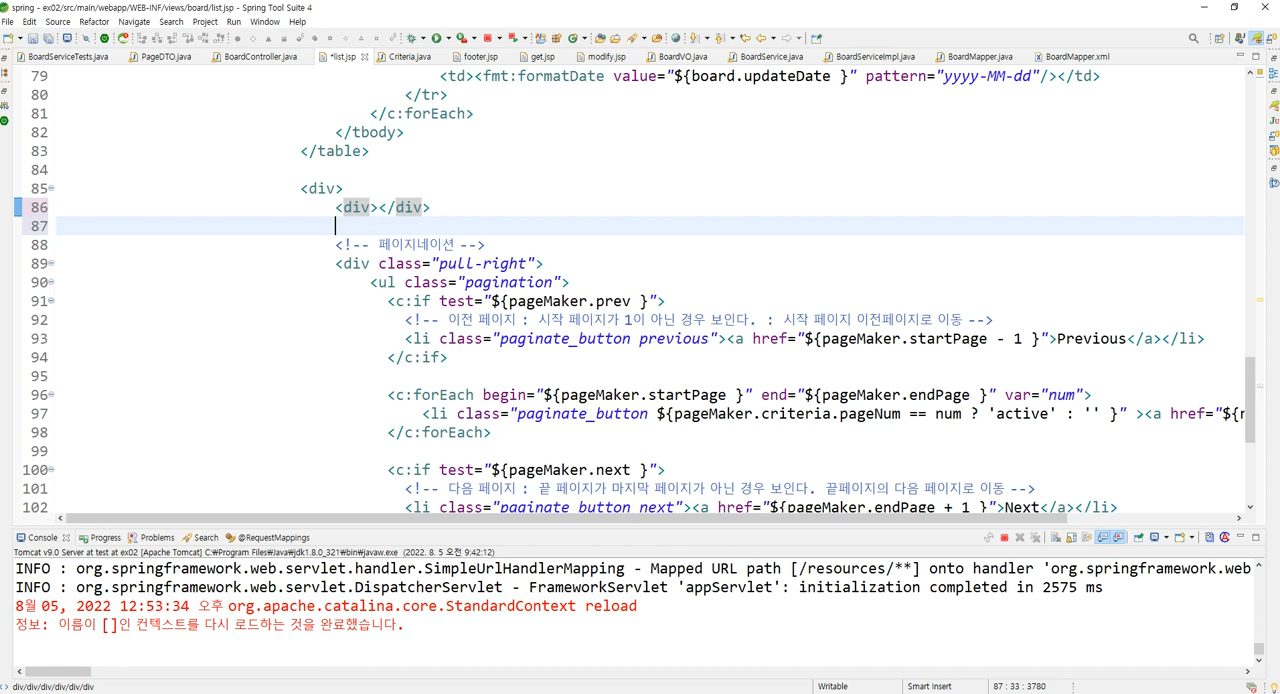 spring - ex02/src/main/webapp/WEB-INF/views/board/list.jsp - Spring Tool Suite 4
File Edit Source Refactor Navigate Search Project Run Window Help
BoardServiceTests.java PageDTO.java BoardController.java *list.jsp Criteria.java footer.jsp get.jsp modify.jsp BoardVO.java BoardService.java BoardServiceImpl.java BoardMapper.java BoardMapper.xml
79 <td><fmt:formatDate value="${board.updateDate }" pattern="yyyy-MM-dd"/></td>
80 </tr>
81 </c:forEach>
82 </tbody>
83 </table>
84
85 <div>
86 <div></div>
87
88 <!-- 페이지네이션 -->
89 <div class="pull-right">
90 <ul class="pagination">
91 <c:if test="${pageMaker.prev }">
92 <!-- 이전 페이지 : 시작 페이지가 1이 아닌 경우 보인다. : 시작 페이지 이전페이지로 이동 -->
93 <li class="paginate_button previous"><a href="${pageMaker.startPage - 1 }">Previous</a></li>
94 </c:if>
95
96 <c:forEach begin="${pageMaker.startPage }" end="${pageMaker.endPage }" var="num">
97 <li class="paginate_button ${pageMaker.criteria.pageNum == num ? 'active' : '' }" ><a href="${
98 </c:forEach>
99
100 <c:if test="${pageMaker.next }">
101 <!-- 다음 페이지 : 끝 페이지가 마지막 페이지가 아닌 경우 보인다. 끝페이지의 다음 페이지로 이동 -->
102 <li class="paginate_button next"><a href="${pageMaker.endPage + 1 }">Next</a></li>
Console Progress Problems Search @RequestMappings
Tomcat v9.0 Server at test at ex02 [Apache Tomcat] C:₩Program Files₩Java₩jdk1.8.0_321₩bin₩javaw.exe (2022. 8. 5 오전 9:42:12)
INFO : org.springframework.web.servlet.handler.SimpleUrlHandlerMapping - Mapped URL path [/resources/**] onto handler 'org.springframework.web
INFO : org.springframework.web.servlet.DispatcherServlet - FrameworkServlet 'appServlet': initialization completed in 2575 ms
8월 05, 2022 12:53:34 오후 org.apache.catalina.core.StandardContext reload
정보: 이름이 []인 컨텍스트를 다시 로드하는 것을 완료했습니다.
div/div/div/div/div Writable Smart Insert 87 : 33 : 3780